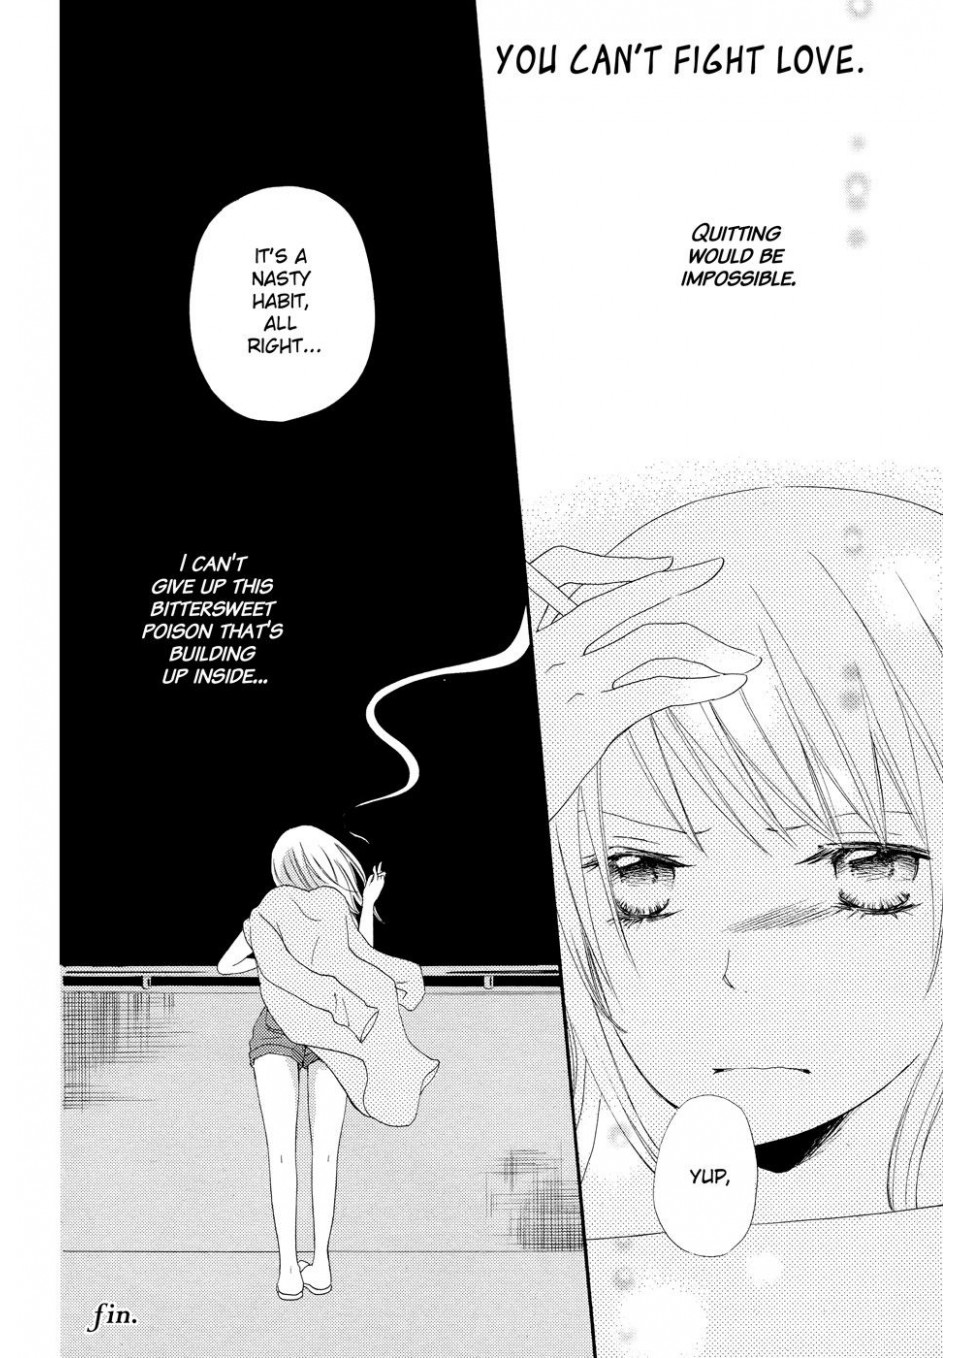 YOU CAN'T FIGHT LOVE.
QUITTING
WOULD BE
IMPOSSIBLE.
YUP,
IT'S A
NASTY
HABIT,
ALL
RIGHT...
I CAN'T
GIVE UP THIS
BITTERSWEET
POISON THAT'S
BUILDING
UP INSIDE...
fin.